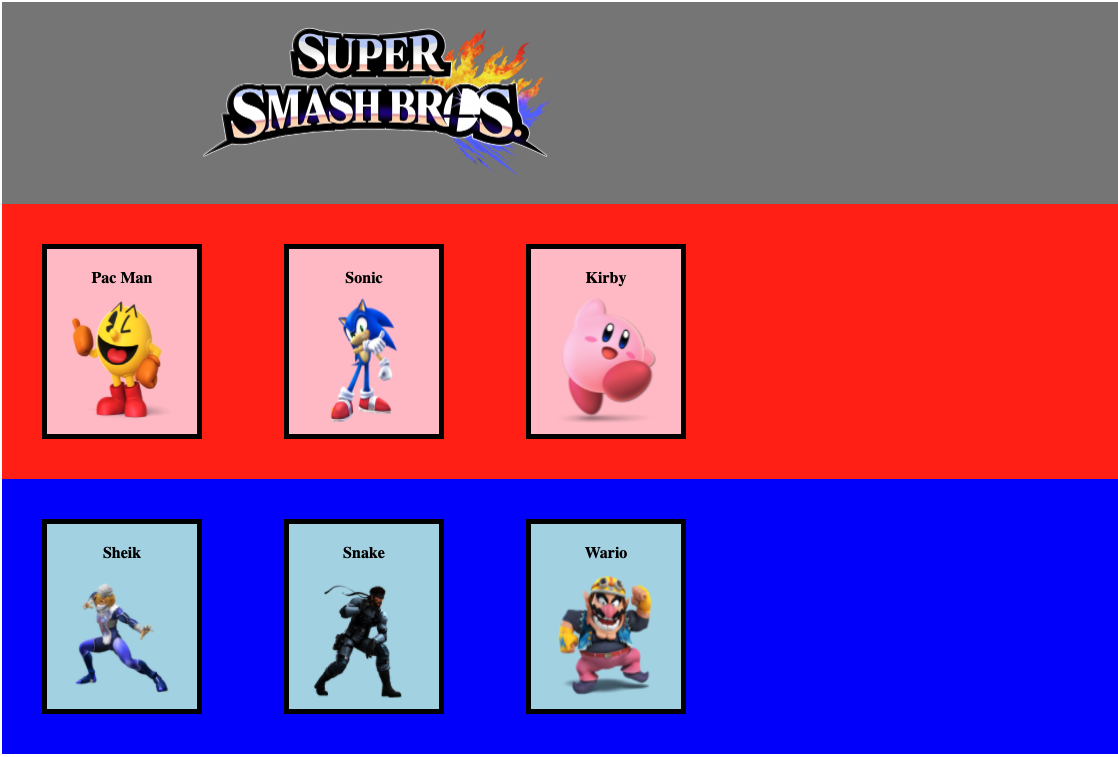 SUPER
SMASH BROS.
Pac Man
Sonic
Kirby
Sheik
Snake
Wario